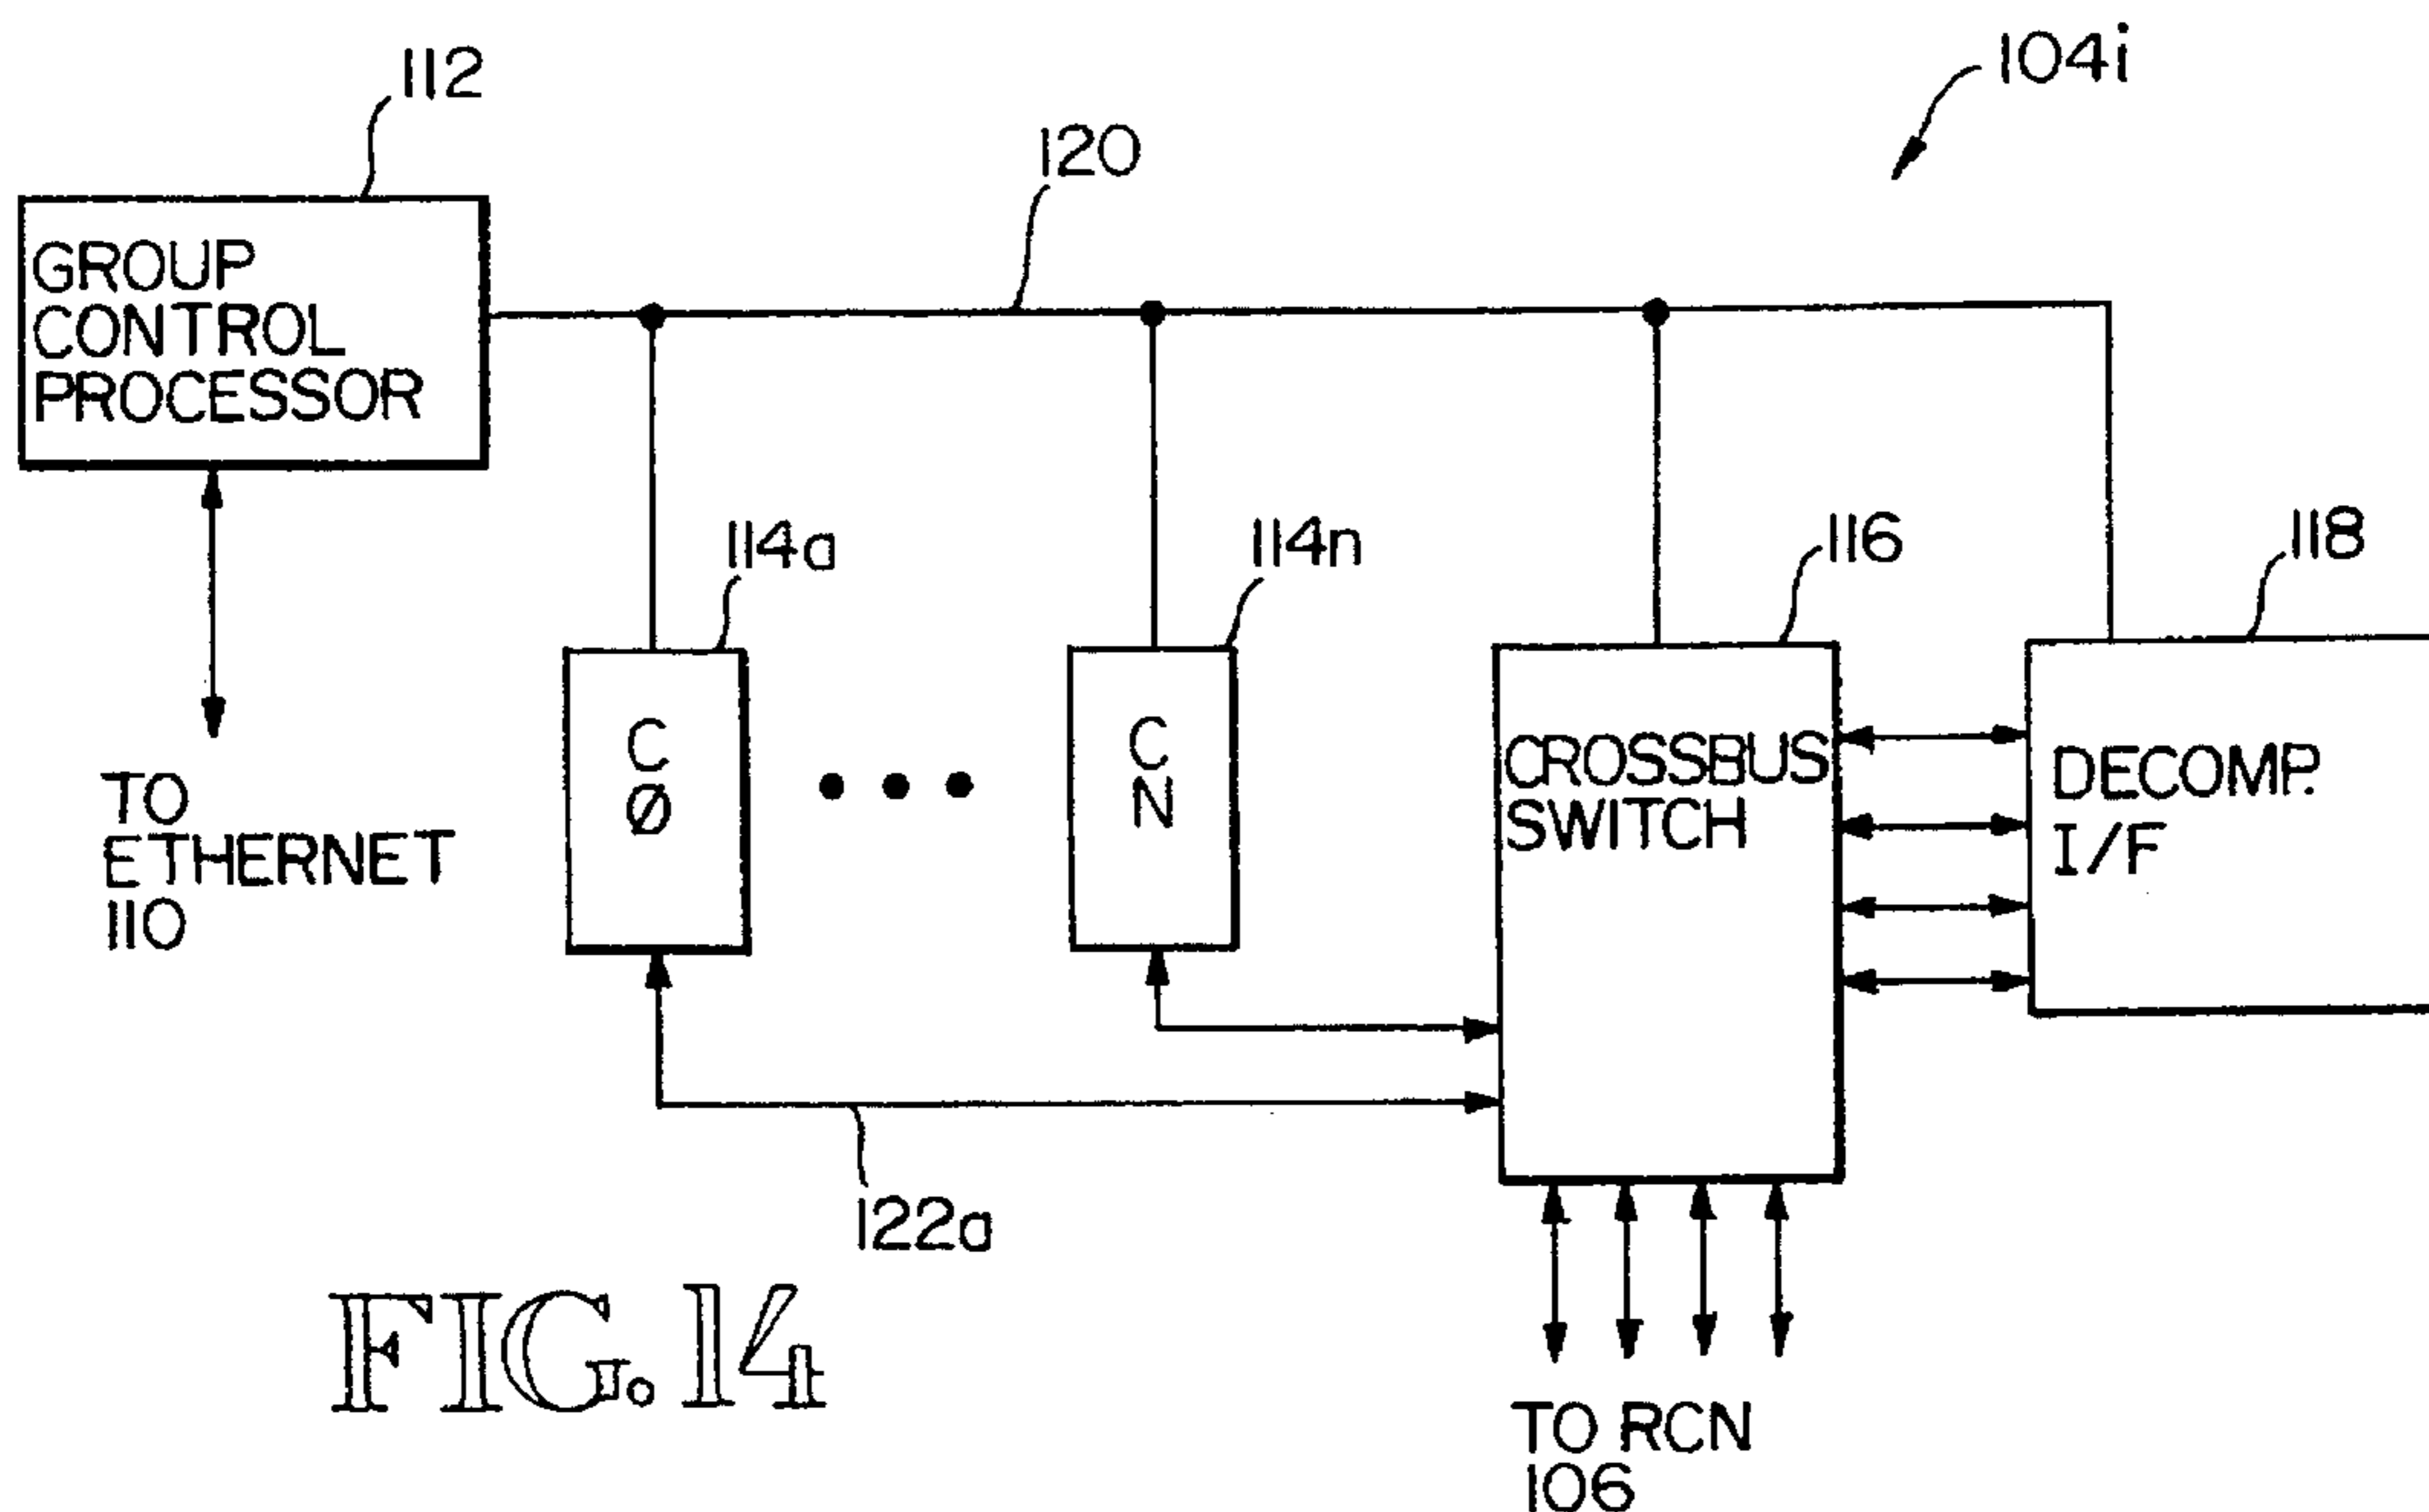 112
120
104i
GROUP
CONTROL
PROCESSOR
114a
114n
116
118
C
Ø
C
N
CROSSBUS
SWITCH
DECOMP.
I/F
TO
ETHERNET
110
122a
FIG. 14
TO RCN
106